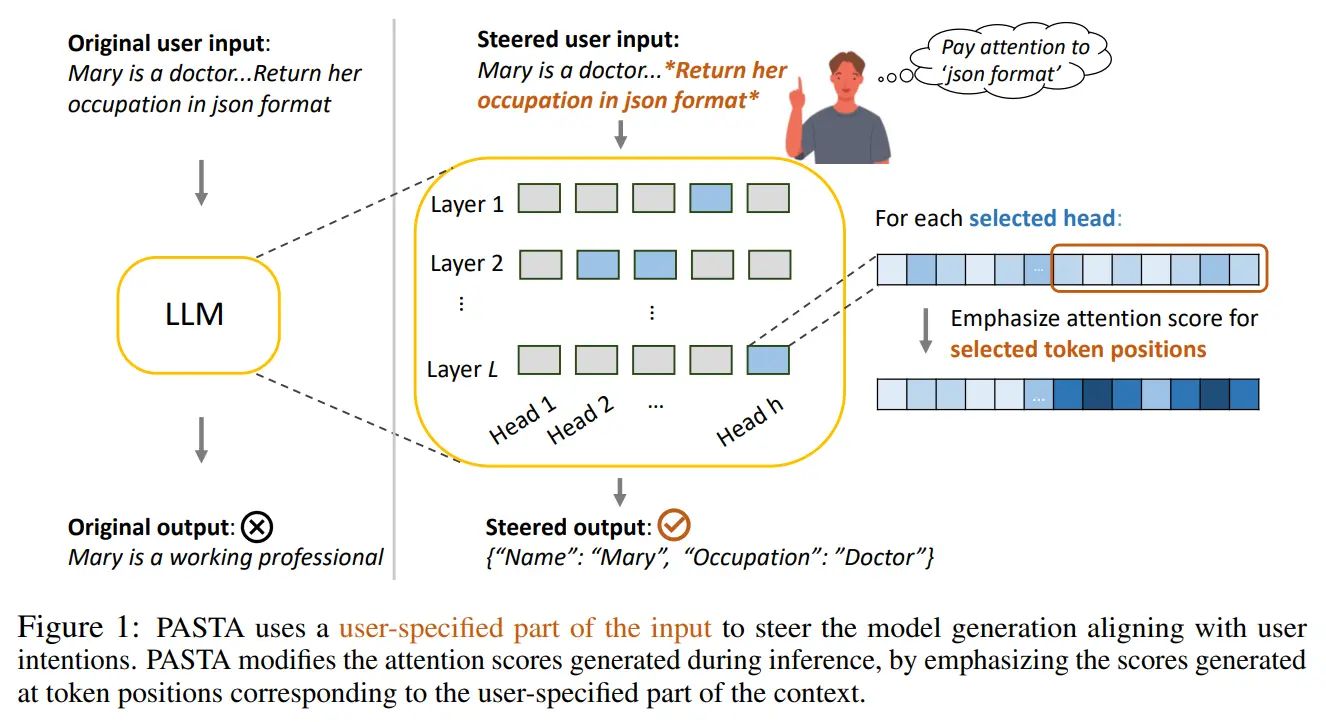 Original user input:
Mary is a doctor...Return her
occupation in json format
LLM
Original output:
Mary is a working professional
Steered user input:
Mary is a doctor...*Return her
occupation in json format*
Pay attention to
‘json format’
Layer 1
Layer 2
...
...
Layer L
Head 1
Head 2
...
Head h
For each selected head:
...
Emphasize attention score for
selected token positions
...
Steered output:
{“Name”: “Mary”, “Occupation”: ”Doctor”}
Figure 1: PASTA uses a user-specified part of the input to steer the model generation aligning with user
intentions. PASTA modifies the attention scores generated during inference, by emphasizing the scores generated
at token positions corresponding to the user-specified part of the context.